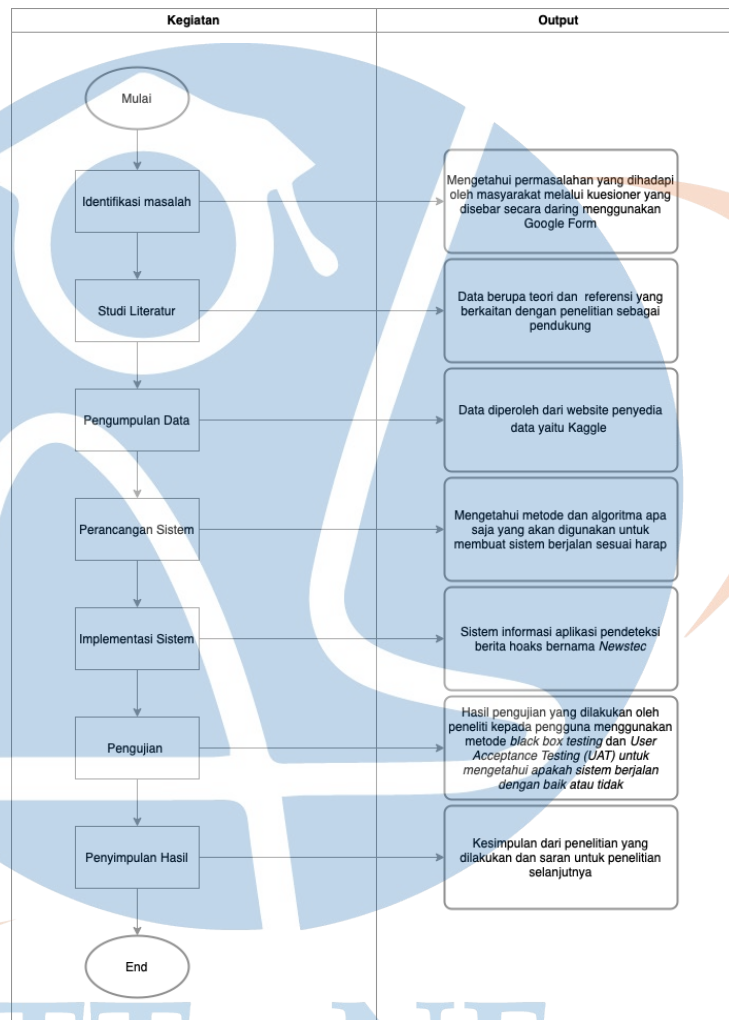 Kegiatan
Output
Mulai
Identifikasi masalah
Mengetahui permasalahan yang dihadapi
oleh masyarakat melalui kuesioner yang
disebar secara daring menggunakan
Google Form
Studi Literatur
Data berupa teori dan referensi yang
berkaitan dengan penelitian sebagai
pendukung
Pengumpulan Data
Data diperoleh dari website penyedia
data yaitu Kaggle
Perancangan Sistem
Mengetahui metode dan algoritma apa
saja yang akan digunakan untuk
membuat sistem berjalan sesuai harap
Implementasi Sistem
Sistem informasi aplikasi pendeteksi
berita hoaks bernama Newstec
Pengujian
Hasil pengujian yang dilakukan oleh
peneliti kepada pengguna menggunakan
metode black box testing dan User
Acceptance Testing (UAT) untuk
mengetahui apakah sistem berjalan
dengan baik atau tidak
Penyimpulan Hasil
Kesimpulan dari penelitian yang
dilakukan dan saran untuk penelitian
selanjutnya
End